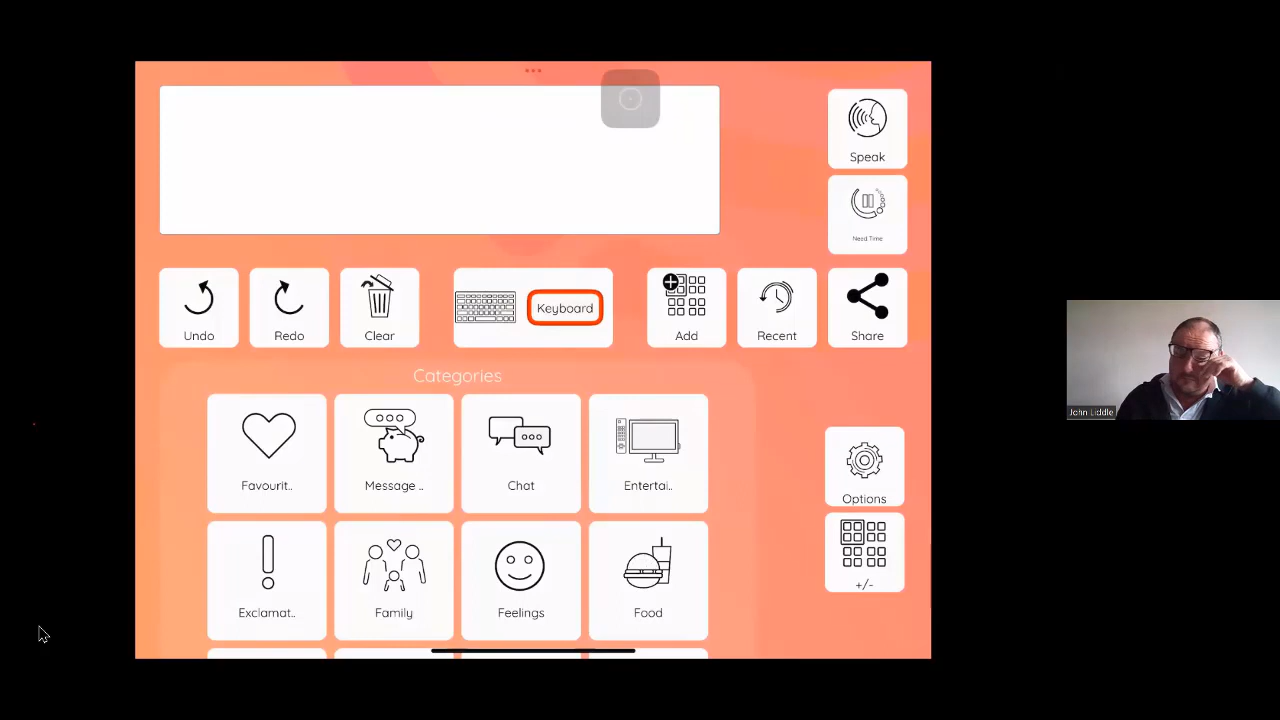 Speak
Need Time
Undo
Redo
Clear
Keyboard
Add
Recent
Share
Categories
Favourit..
Message ..
Chat
Entertai..
Options
Exclamat..
Family
Feelings
Food
+/-
John Liddle